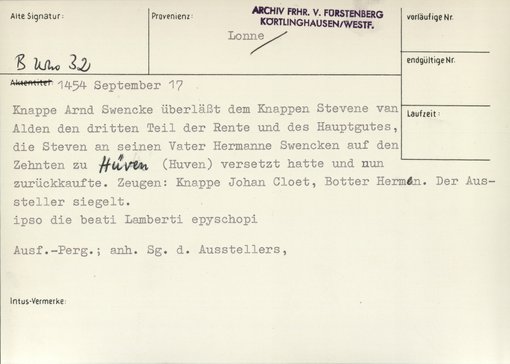 Alte Signatur:
Provenienz:
ARCHIV FRHR. V. FÜRSTENBERG
KÖRTLINGHAUSEN/WESTF.
vorläufige Nr.
Lonne
B 32
endgültige Nr.
Aktentitel: 1454 September 17
Knappe Arnd Swencke überläßt dem Knappen Stevene van
Alden den dritten Teil der Rente und des Hauptgutes,
Laufzeit:
die Steven an seinen Vater Hermanne Swencken auf den
Zehnten zu Hüven (Huven) versetzt hatte und nun
zurückkaufte. Zeugen: Knappe Johan Cloet, Botter Hermen. Der Aus-
steller siegelt.
ipso die beati Lamberti epyschopi
Ausf.-Perg.; anh. Sg. d. Ausstellers,
Intus-Vermerke: